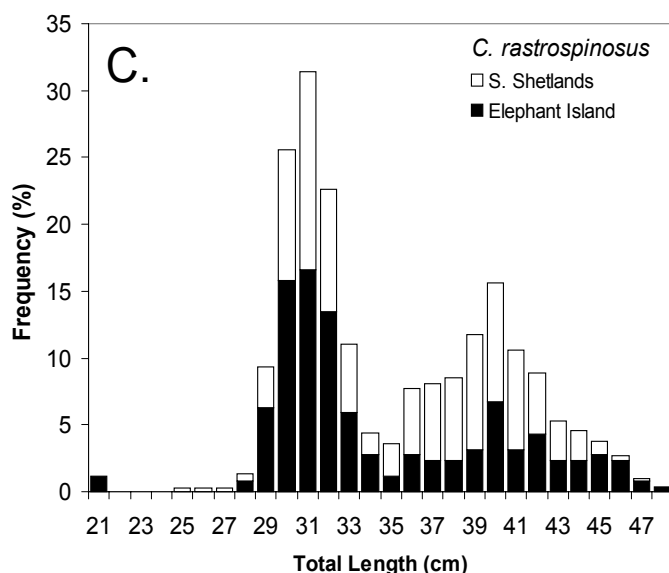 C.
C. rastrospinosus
S. Shetlands
Elephant Island
Frequency (%)
35
30
25
20
15
10
5
0
21 23 25 27 29 31 33 35 37 39 41 43 45 47
Total Length (cm)